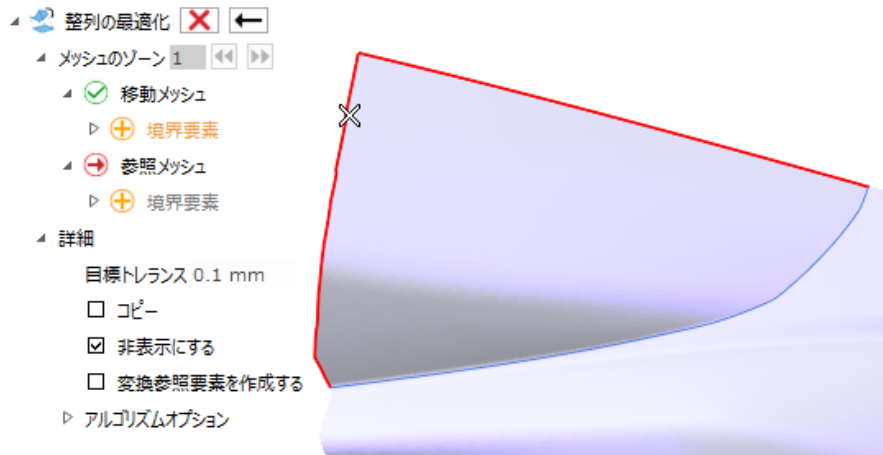 整列の最適化
メッシュのゾーン 1
移動メッシュ
境界要素
参照メッシュ
境界要素
詳細
目標トレランス 0.1 mm
コピー
非表示にする
変換参照要素を作成する
アルゴリズムオプション